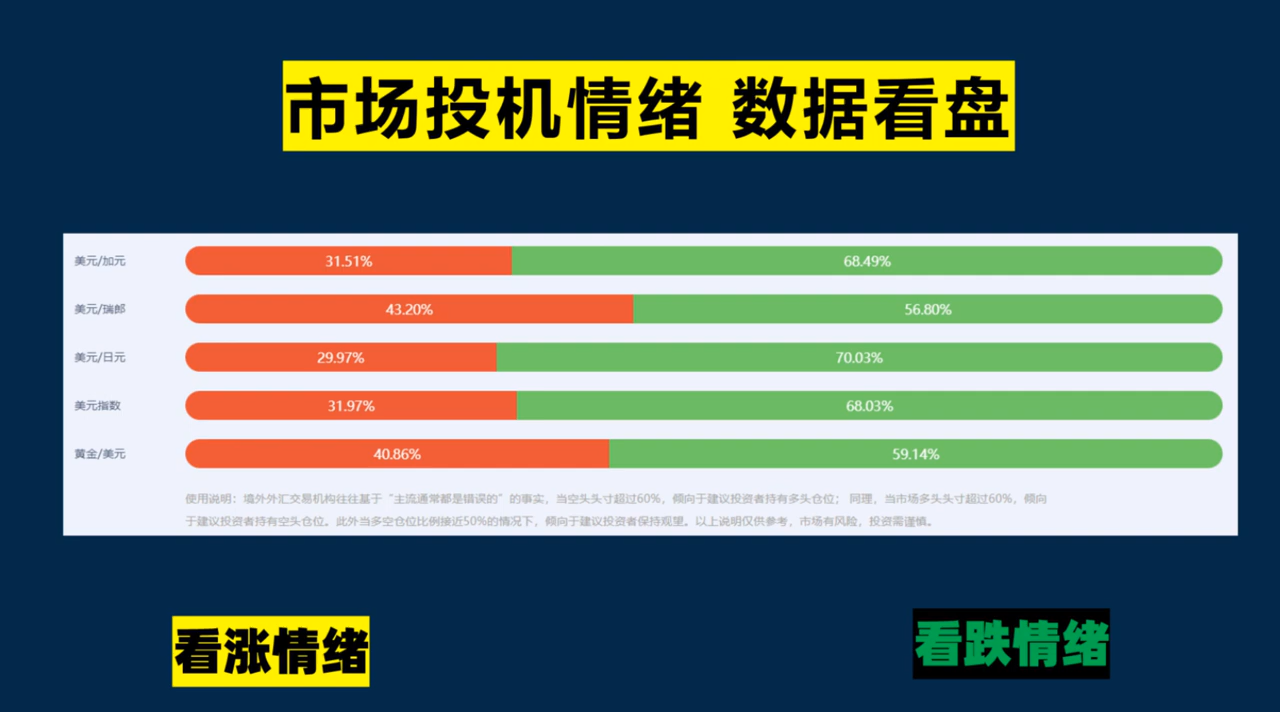 市场投机情绪 数据看盘
美元/加元 31.51% 68.49%
美元/瑞郎 43.20% 56.80%
美元/日元 29.97% 70.03%
美元指数 31.97% 68.03%
黄金/美元 40.86% 59.14%
使用说明：境外外汇交易机构往往基于“主流通常都是错误的”的事实，当空头头寸超过60%，倾向于建议投资者持有多头仓位； 同理，当市场多头头寸超过60%，倾向
于建议投资者持有空头仓位。此外当多空仓位比例接近50%的情况下，倾向于建议投资者保持观望。以上说明仅供参考，市场有风险，投资需谨慎。
看涨情绪
看跌情绪